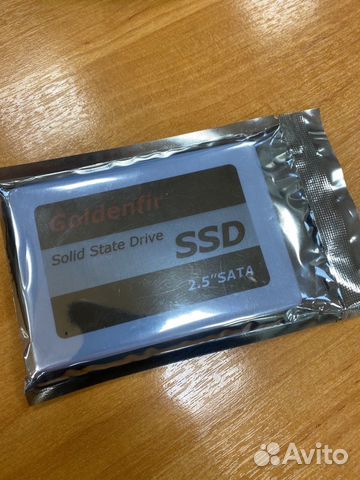 Goldenfir
Solid State Drive
SSD
2.5"SATA
Avito